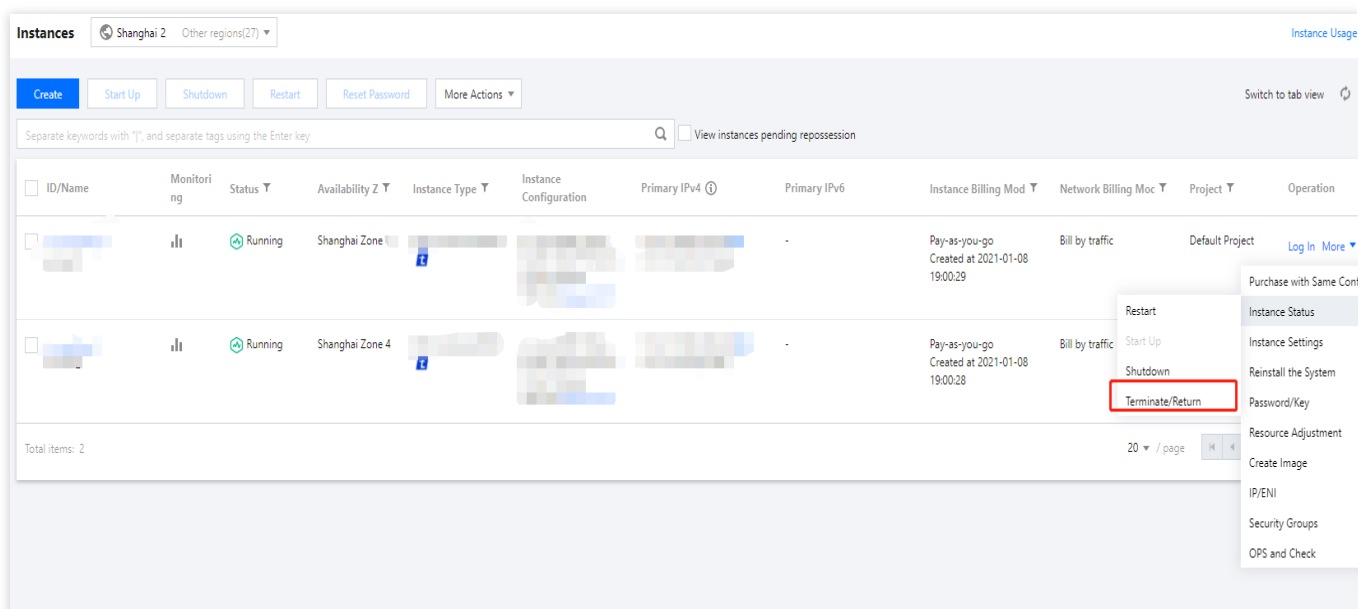 Instances
Shanghai 2 Other regions(27)
Instance Usage
Create Start Up Shutdown Restart Reset Password More Actions
Switch to tab view
Separate keywords with "|", and separate tags using the Enter key
View instances pending repossession
ID/Name
Monitori
ng
Status
Availability Z
Instance Type
Instance
Configuration
Primary IPv4
Primary IPv6
Instance Billing Mod
Network Billing Moc
Project
Operation
Running
Shanghai Zone
-
Pay-as-you-go
Created at 2021-01-08
19:00:29
Bill by traffic
Default Project
Log In More
Running
Shanghai Zone 4
-
Pay-as-you-go
Created at 2021-01-08
19:00:28
Bill by traffic
Restart
Start Up
Shutdown
Terminate/Return
Purchase with Same Conf
Instance Status
Instance Settings
Reinstall the System
Password/Key
Resource Adjustment
Create Image
IP/ENI
Security Groups
OPS and Check
Total items: 2
20 / page